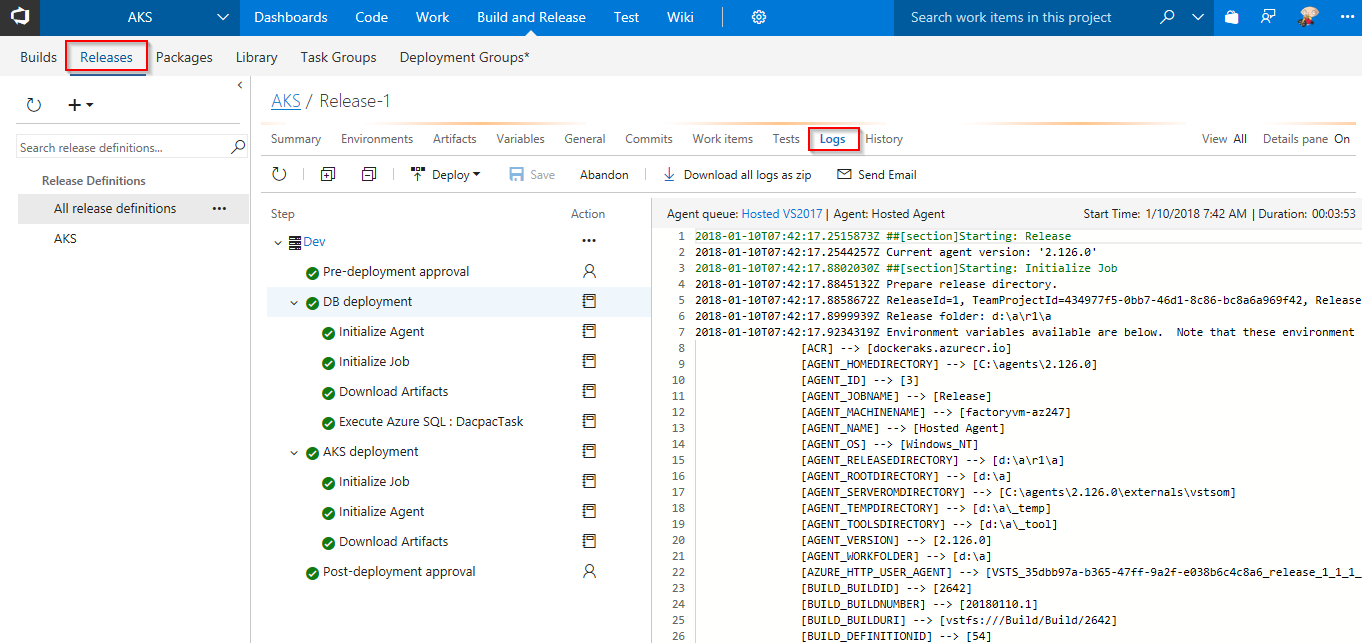 AKS Dashboards Code Work Build and Release Test Wiki Search work items in this project
Builds Releases Packages Library Task Groups Deployment Groups*
AKS / Release-1
Summary Environments Artifacts Variables General Commits Work items Tests Logs History View All Details pane On
Search release definitions...
Deploy Save Abandon Download all logs as zip Send Email
Release Definitions
All release definitions
AKS
Step Action
Dev
Pre-deployment approval
DB deployment
Initialize Agent
Initialize Job
Download Artifacts
Execute Azure SQL : DacpacTask
AKS deployment
Initialize Job
Initialize Agent
Download Artifacts
Post-deployment approval
Agent queue: Hosted VS2017 | Agent: Hosted Agent Start Time: 1/10/2018 7:42 AM | Duration: 00:03:53
1 2018-01-10T07:42:17.2515873Z ##[section]Starting: Release
2 2018-01-10T07:42:17.2544257Z Current agent version: '2.126.0'
3 2018-01-10T07:42:17.8802030Z ##[section]Starting: Initialize Job
4 2018-01-10T07:42:17.8845132Z Prepare release directory.
5 2018-01-10T07:42:17.8858672Z ReleaseId=1, TeamProjectId=434977f5-0bb7-46d1-8c86-bc8a6a969f42, Release
6 2018-01-10T07:42:17.8999939Z Release folder: d:\a\r1\a
7 2018-01-10T07:42:17.9234319Z Environment variables available are below.  Note that these environment
8 [ACR] --> [dockeraks.azurecr.io]
9 [AGENT_HOMEDIRECTORY] --> [C:\agents\2.126.0]
10 [AGENT_ID] --> [3]
11 [AGENT_JOBNAME] --> [Release]
12 [AGENT_MACHINENAME] --> [factoryvm-az247]
13 [AGENT_NAME] --> [Hosted Agent]
14 [AGENT_OS] --> [Windows_NT]
15 [AGENT_RELEASEDIRECTORY] --> [d:\a\r1\a]
16 [AGENT_ROOTDIRECTORY] --> [d:\a]
17 [AGENT_SERVEROMDIRECTORY] --> [C:\agents\2.126.0\externals\vstsom]
18 [AGENT_TEMPDIRECTORY] --> [d:\a\_temp]
19 [AGENT_TOOLSDIRECTORY] --> [d:\a\_tool]
20 [AGENT_VERSION] --> [2.126.0]
21 [AGENT_WORKFOLDER] --> [d:\a]
22 [AZURE_HTTP_USER_AGENT] --> [VSTS_35dbb97a-b365-47ff-9a2f-e038b6c4c8a6_release_1_1_1_
23 [BUILD_BUILDID] --> [2642]
24 [BUILD_BUILDNUMBER] --> [20180110.1]
25 [BUILD_BUILDURI] --> [vstfs:///Build/Build/2642]
26 [BUILD_DEFINITIONID] --> [54]